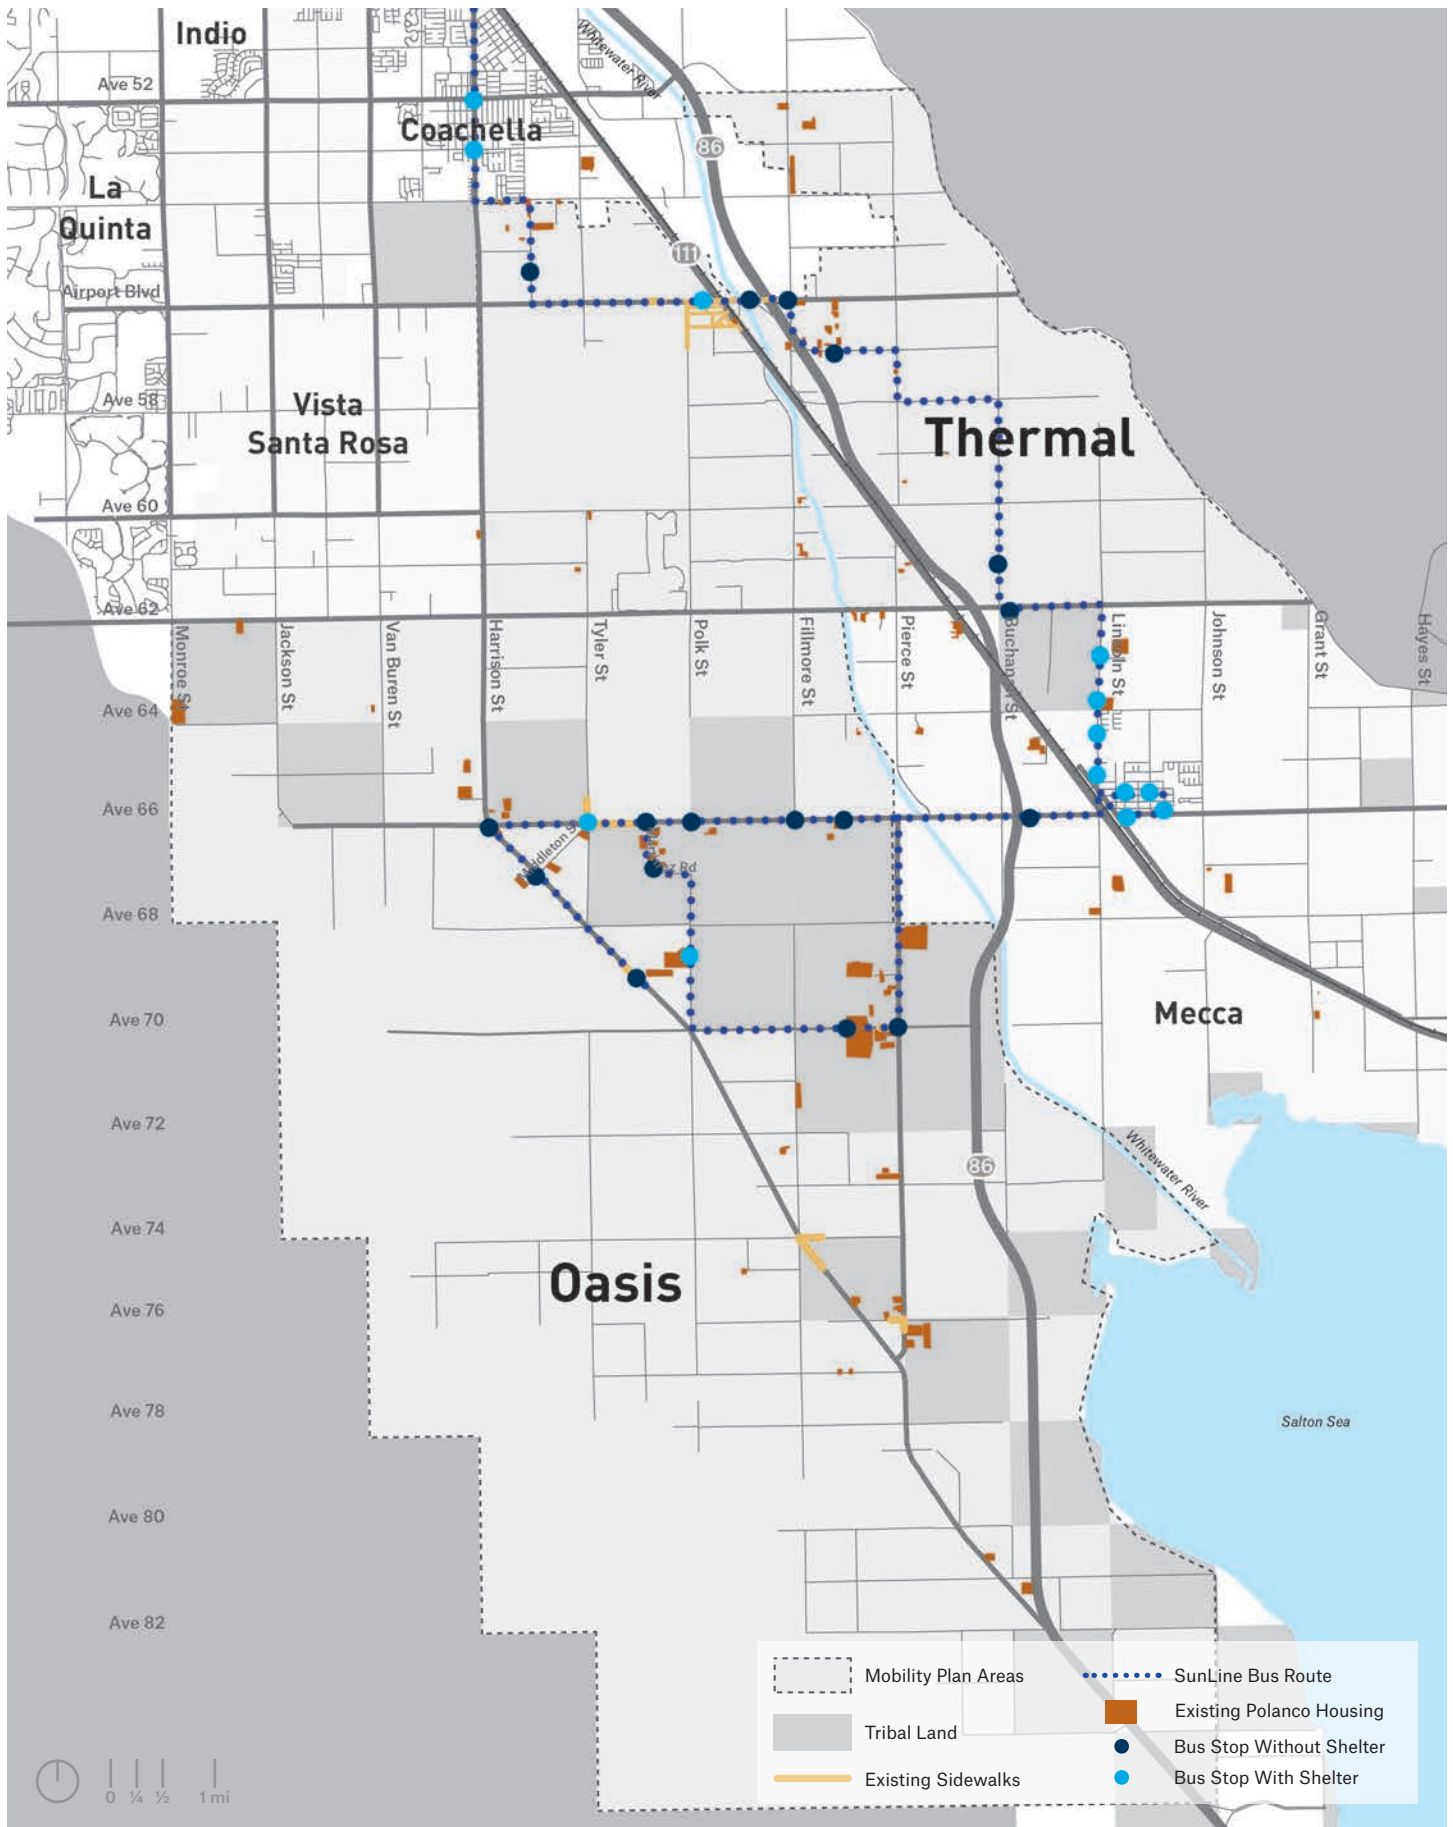 Indio
Whitewater River
Ave 52
Coachella
86
La
Quinta
111
Airport Blvd
Ave 58
Vista
Santa Rosa
Thermal
Ave 60
Ave 62
Monroe St
Jackson St
Van Buren St
Harrison St
Tyler St
Polk St
Fillmore St
Pierce St
Buchanan St
Lincoln St
Johnson St
Grant St
Hayes St
Ave 64
Ave 66
Middleton St
Rd
Ave 68
Mecca
Ave 70
Ave 72
Whitewater River
86
Ave 74
Oasis
Ave 76
Ave 78
Salton Sea
Ave 80
Ave 82
Mobility Plan Areas
Tribal Land
Existing Sidewalks
SunLine Bus Route
Existing Polanco Housing
Bus Stop Without Shelter
Bus Stop With Shelter
0 ¼ ½ 1 mi